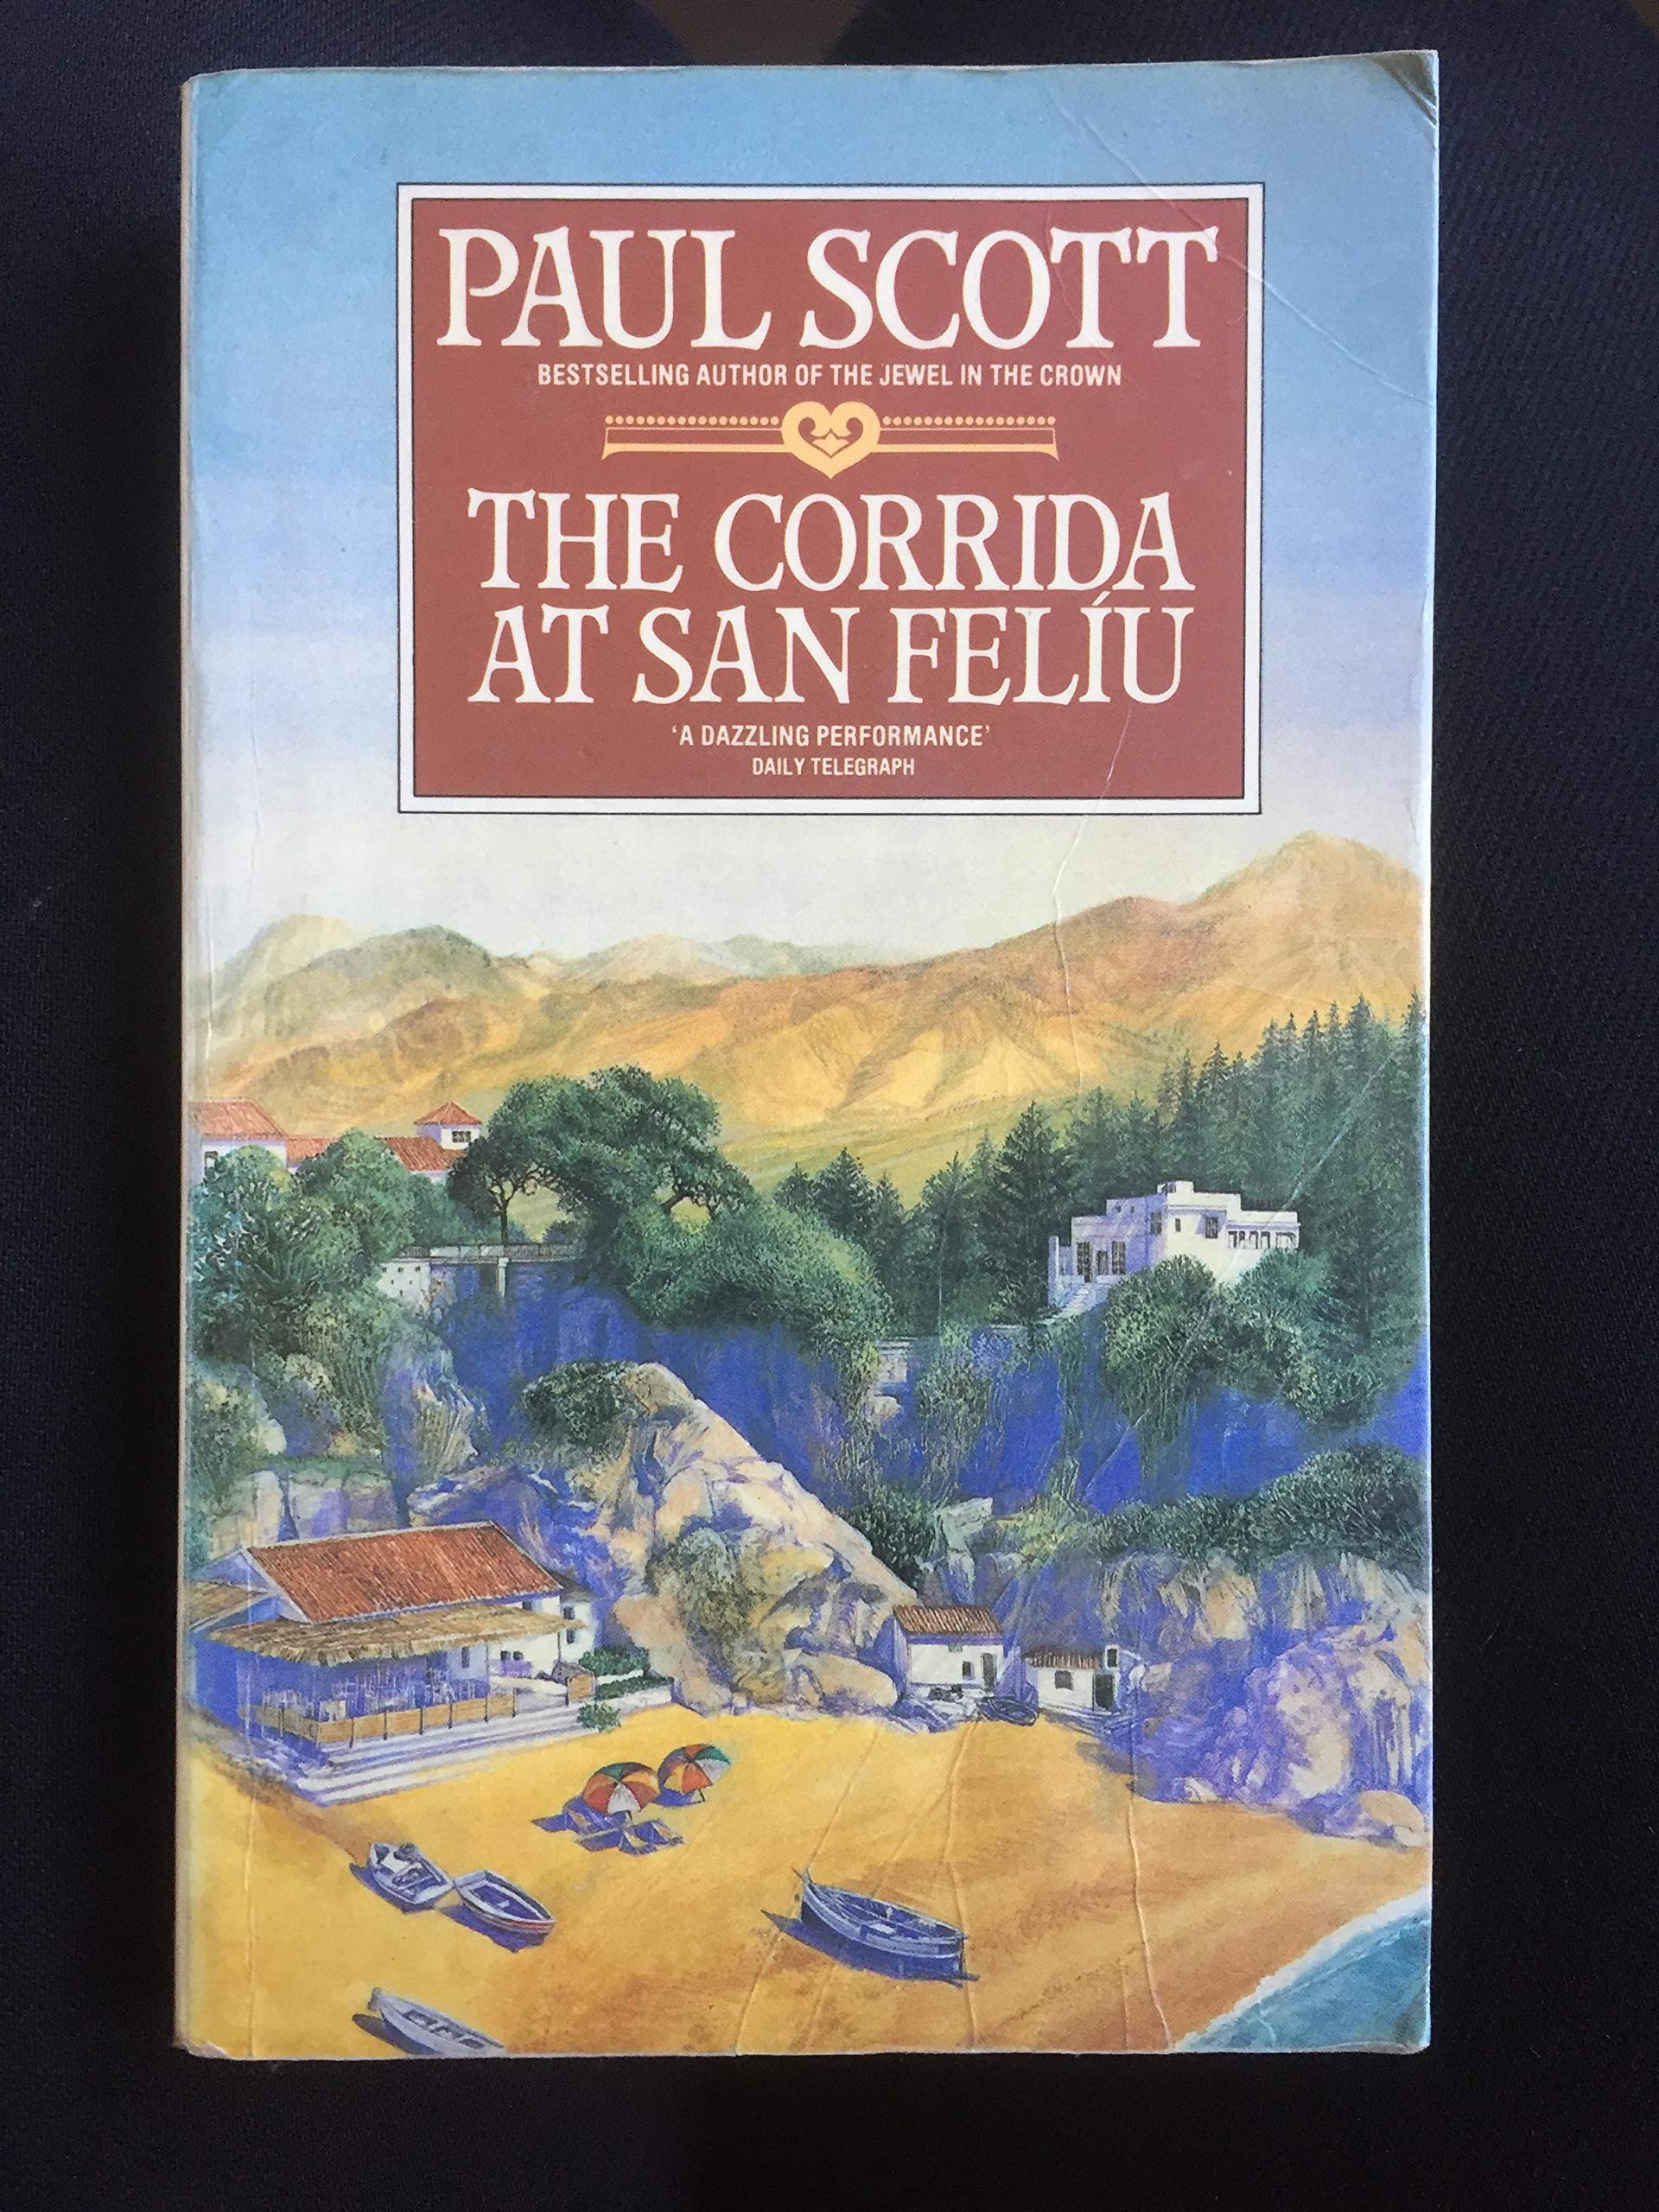 PAUL SCOTT
BESTSELLING AUTHOR OF THE JEWEL IN THE CROWN
THE CORRIDA
AT SAN FELÍU
‘A DAZZLING PERFORMANCE’
DAILY TELEGRAPH